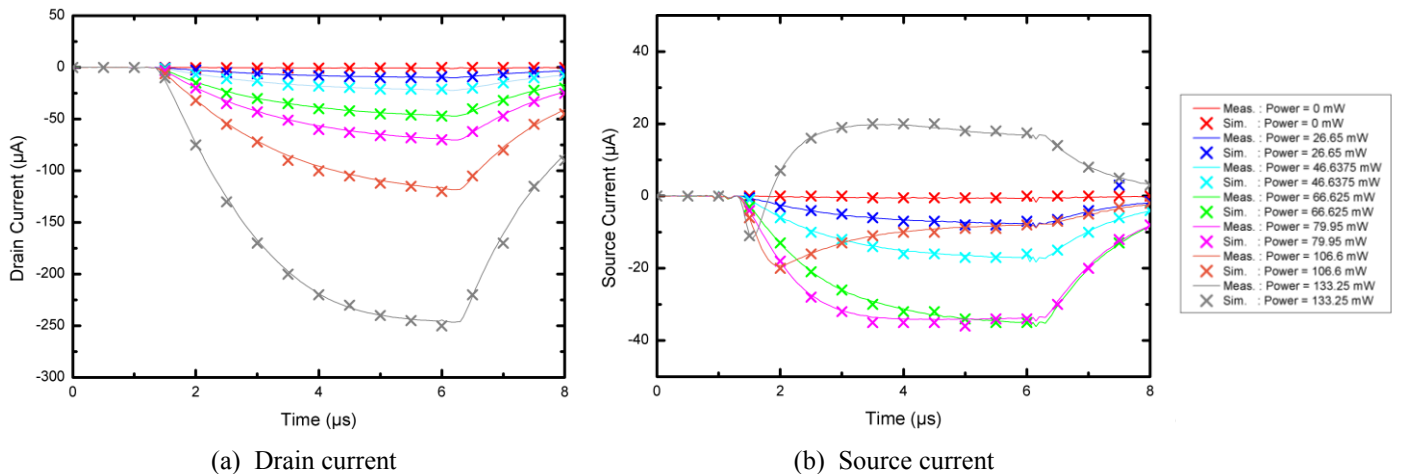 50
0
-50
-100
-150
-200
-250
-300
Drain Current (µA)
0 2 4 6 8
Time (µs)
(a) Drain current
40
20
0
-20
-40
Source Current (µA)
0 2 4 6 8
Time (µs)
(b) Source current
Meas. : Power = 0 mW
Sim. : Power = 0 mW
Meas. : Power = 26.65 mW
Sim. : Power = 26.65 mW
Meas. : Power = 46.6375 mW
Sim. : Power = 46.6375 mW
Meas. : Power = 66.625 mW
Sim. : Power = 66.625 mW
Meas. : Power = 79.95 mW
Sim. : Power = 79.95 mW
Meas. : Power = 106.6 mW
Sim. : Power = 106.6 mW
Meas. : Power = 133.25 mW
Sim. : Power = 133.25 mW